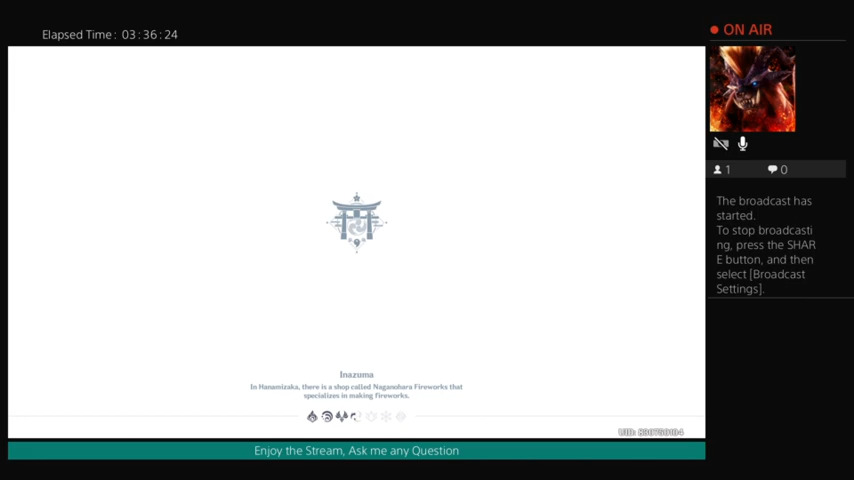 Elapsed Time: 03:36:24
ON AIR
1
0
The broadcast has
started.
To stop broadcasti
ng, press the SHAR
E button, and then
select [Broadcast
Settings].
Inazuma
In Hanamizaka, there is a shop called Naganohara Fireworks that
specializes in making fireworks.
UID:
Enjoy the Stream, Ask me any Question